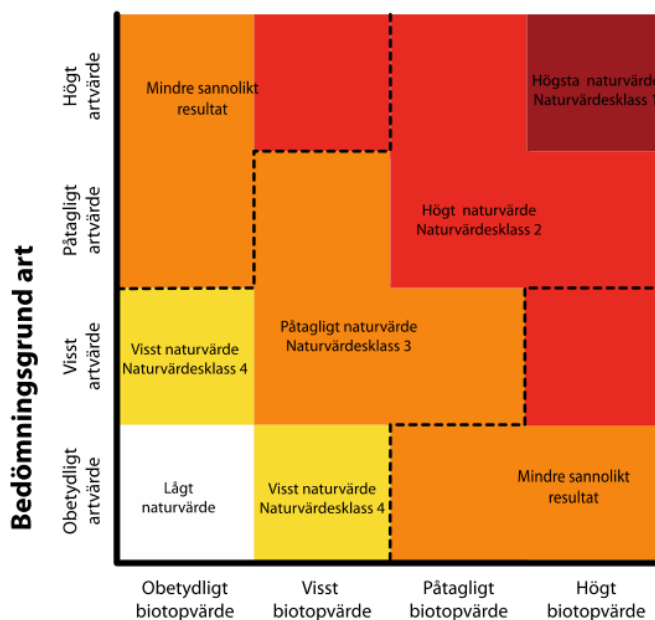 Bedömningsgrund art
Högt
artvärde
Påtagligt
artvärde
Visst
artvärde
Obetydligt
artvärde
Mindre sannolikt
resultat
Högsta naturvärde
Naturvärdesklass 1
Högt naturvärde
Naturvärdesklass 2
Påtagligt naturvärde
Naturvärdesklass 3
Visst naturvärde
Naturvärdesklass 4
Lågt
naturvärde
Visst naturvärde
Naturvärdesklass 4
Mindre sannolikt
resultat
Obetydligt
biotopvärde
Visst
biotopvärde
Påtagligt
biotopvärde
Högt
biotopvärde